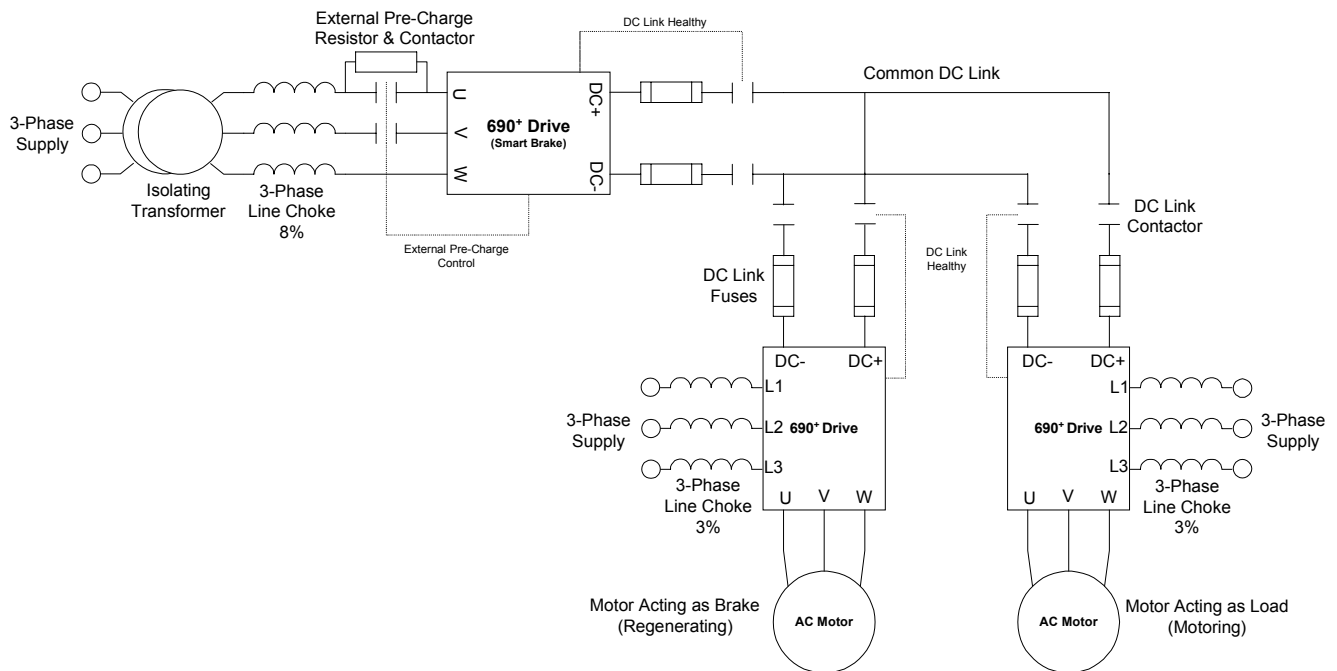 External Pre-Charge
Resistor & Contactor
DC Link Healthy
Common DC Link
3-Phase
Supply
Isolating
Transformer
3-Phase
Line Choke
8%
U
V
W
690⁺ Drive
(Smart Brake)
DC+
DC-
External Pre-Charge
Control
DC Link
Contactor
DC Link
Healthy
DC Link
Fuses
3-Phase
Supply
3-Phase
Line Choke
3%
DC-
DC+
L1
L2
L3
690⁺ Drive
U
V
W
DC-
DC+
L1
L2
L3
690⁺ Drive
U
V
W
3-Phase
Supply
3-Phase
Line Choke
3%
Motor Acting as Brake
(Regenerating)
AC Motor
AC Motor
Motor Acting as Load
(Motoring)